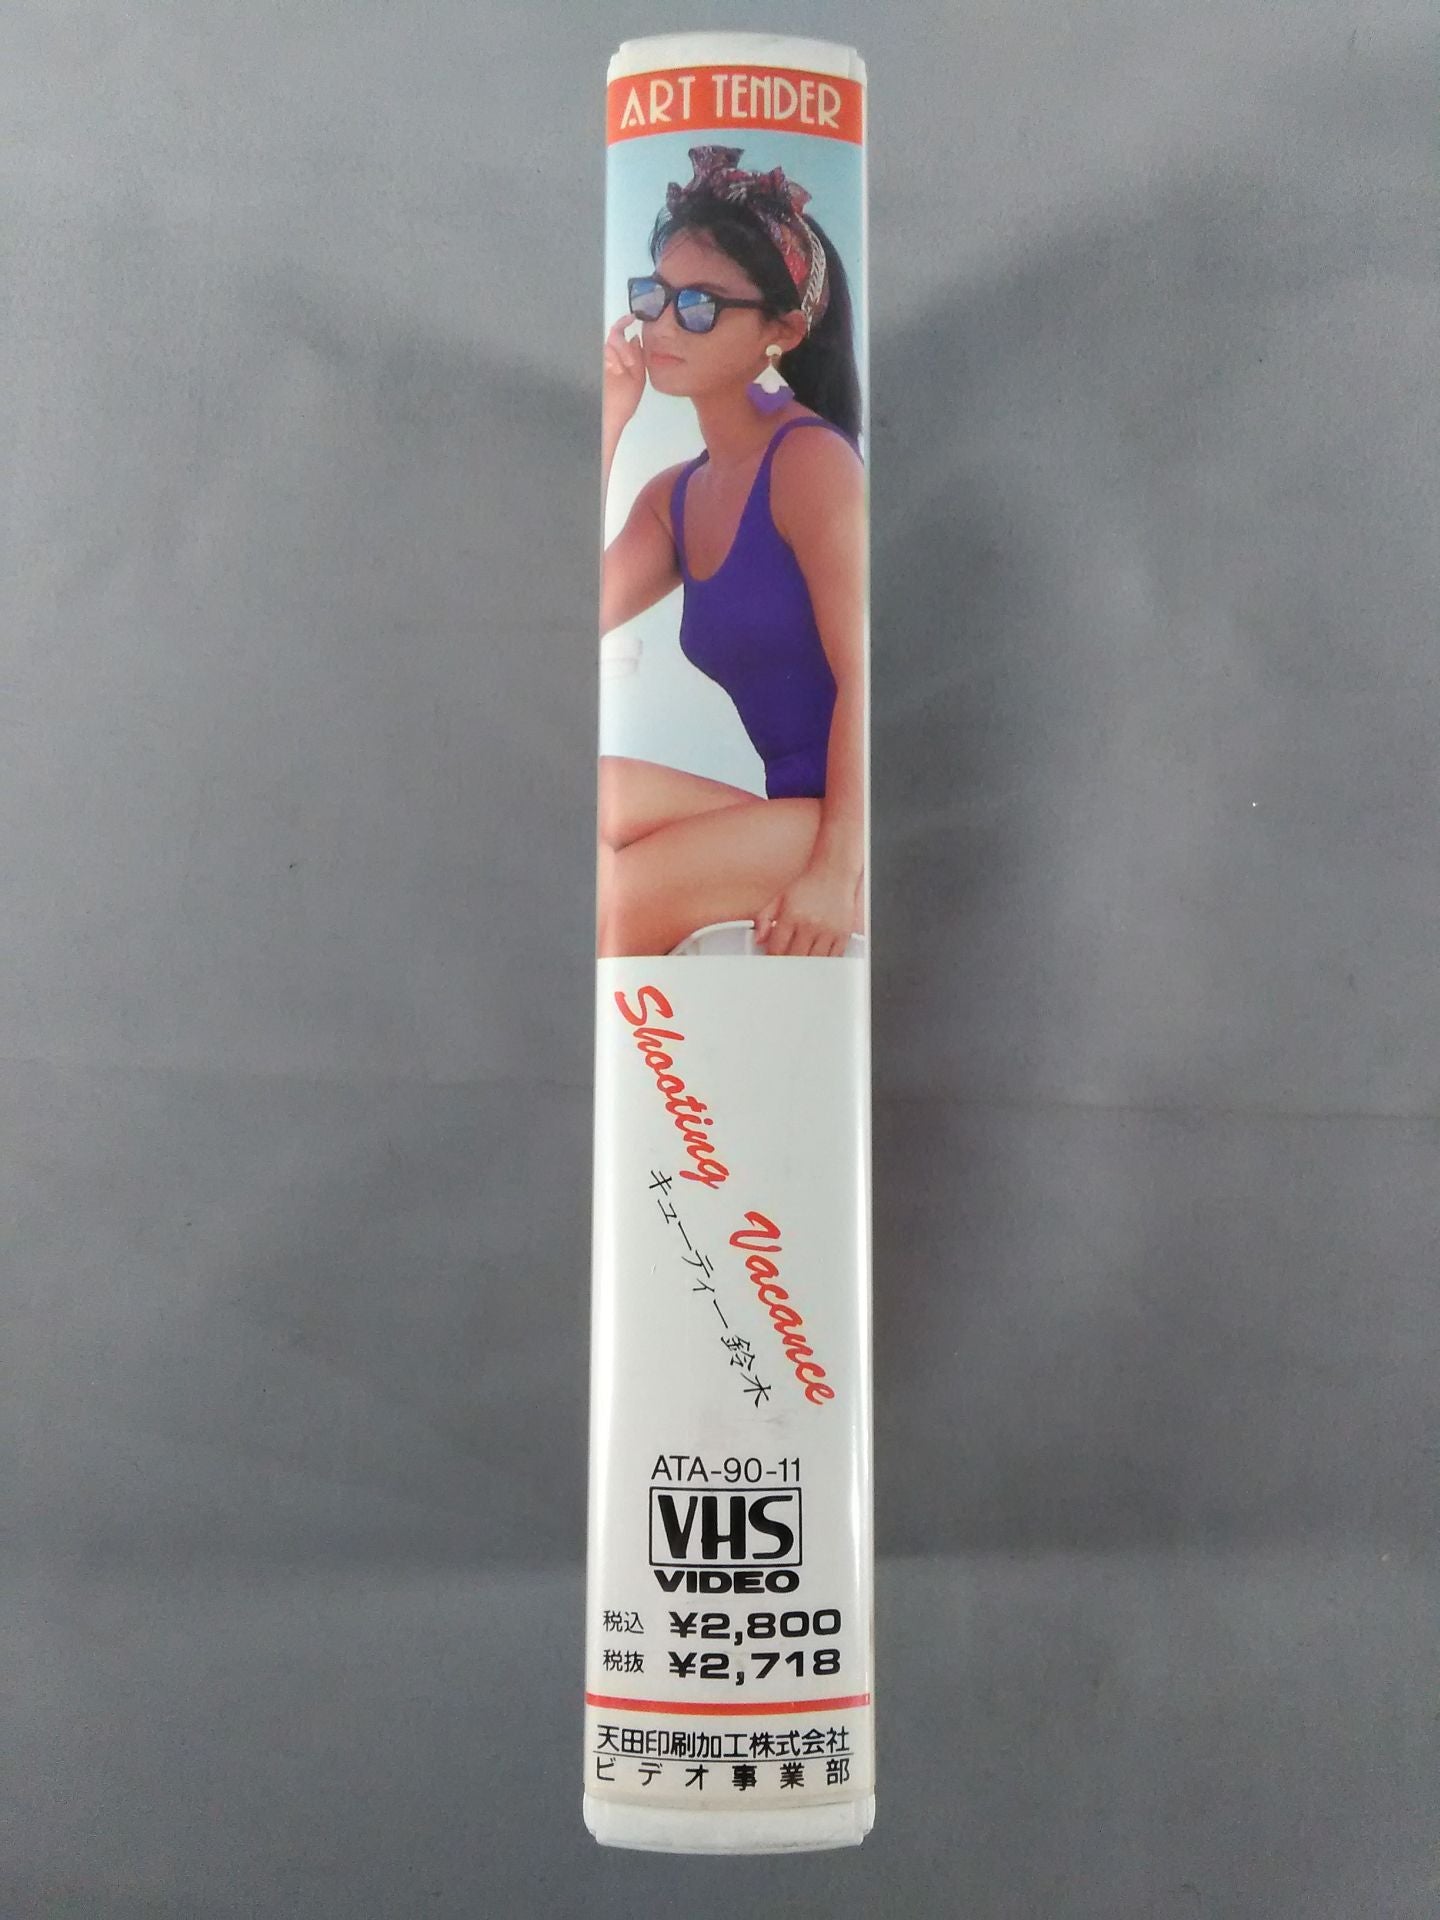 ART TENDER
Shooting Vacance
キューティー鈴木
ATA-90-11
VHS
VIDEO
税込 ¥2,800
税抜 ¥2,718
天田印刷加工株式会社
ビデオ事業部